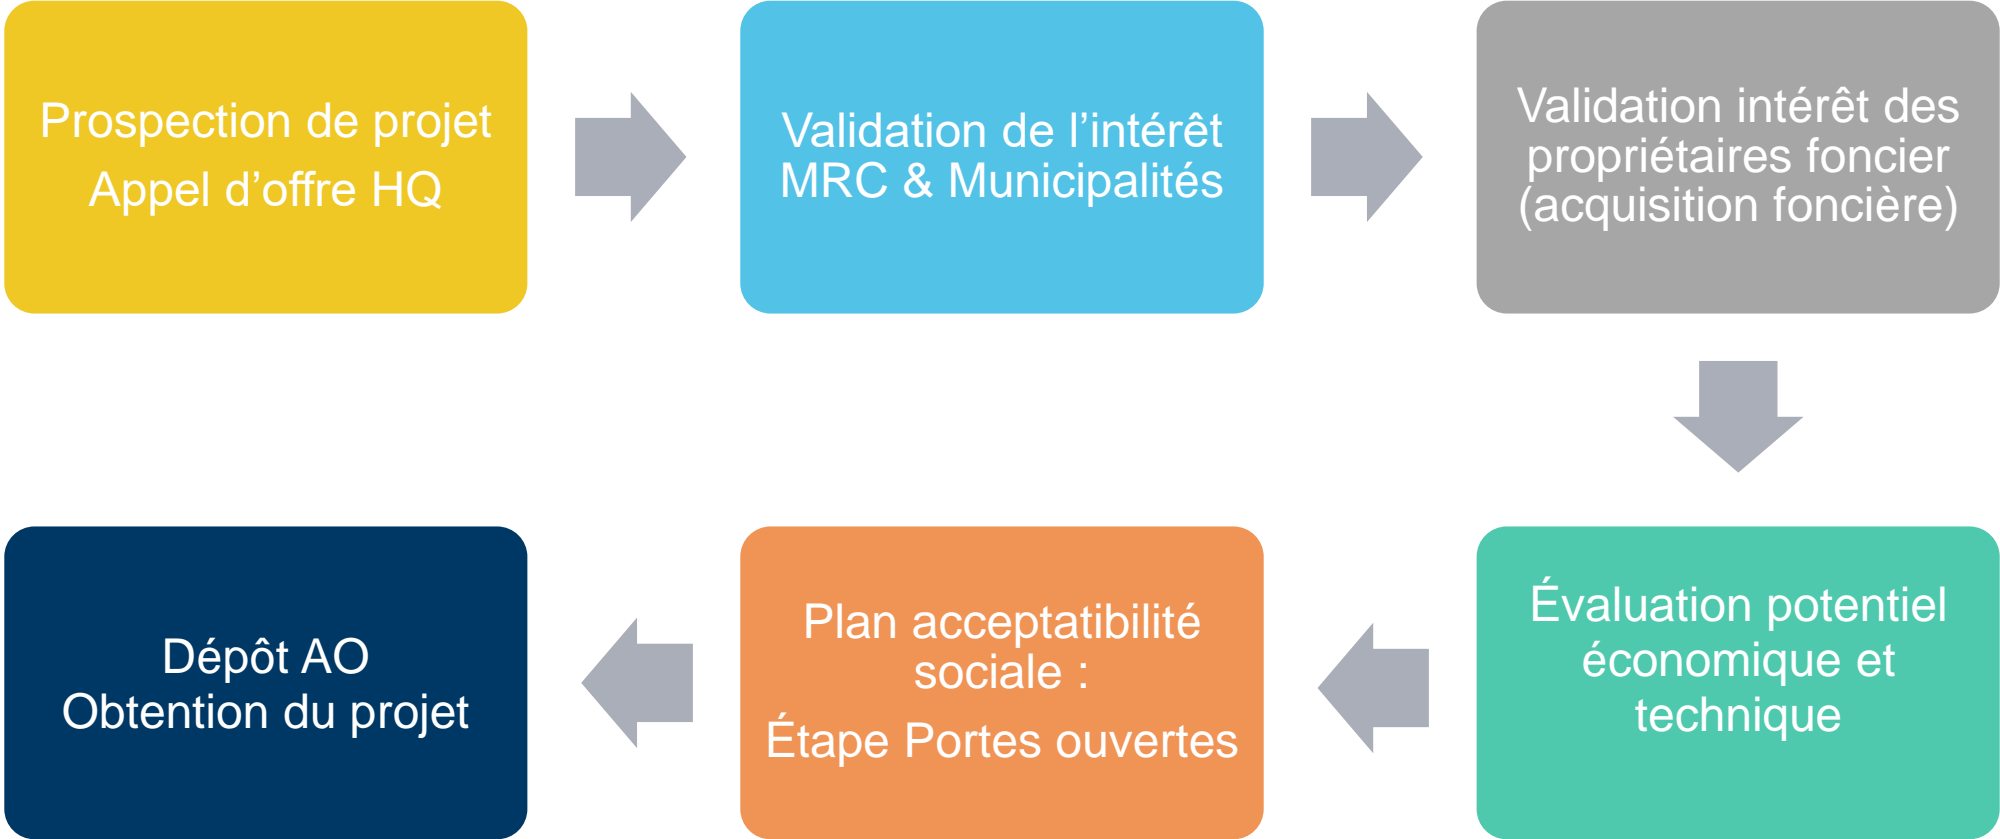 Prospection de projet
Appel d’offre HQ
Validation de l’intérêt
MRC & Municipalités
Validation intérêt des
propriétaires foncier
(acquisition foncière)
Évaluation potentiel
économique et
technique
Plan acceptatibilité
sociale :
Étape Portes ouvertes
Dépôt AO
Obtention du projet